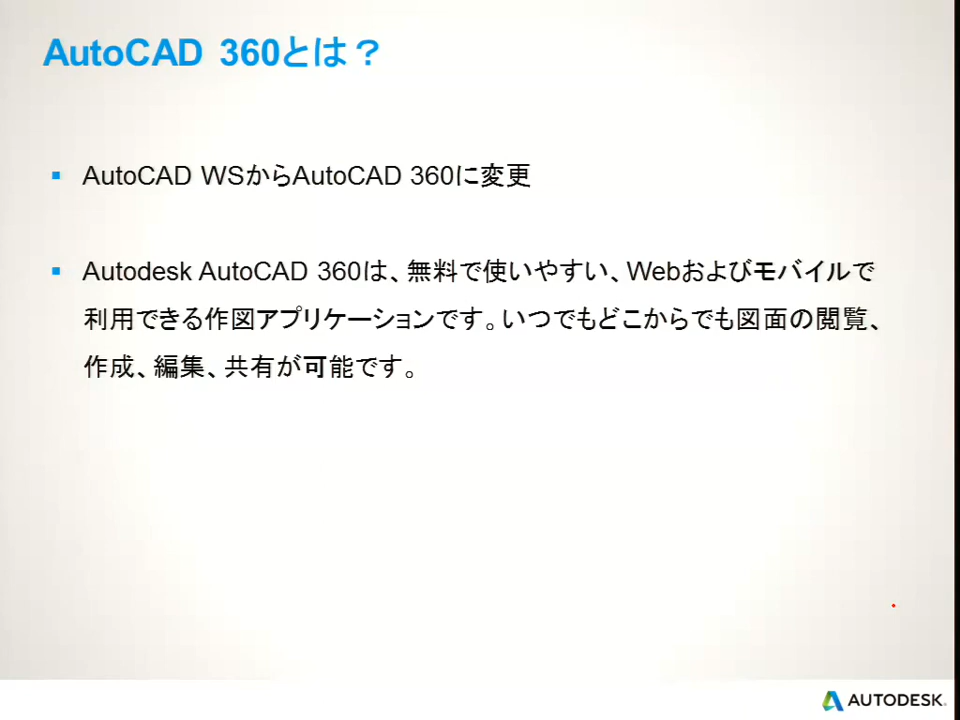 AutoCAD 360とは？
▪ AutoCAD WSからAutoCAD 360に変更
▪ Autodesk AutoCAD 360は、無料で使いやすい、Webおよびモバイルで
利用できる作図アプリケーションです。いつでもどこからでも図面の閲覧、
作成、編集、共有が可能です。
AUTODESK.